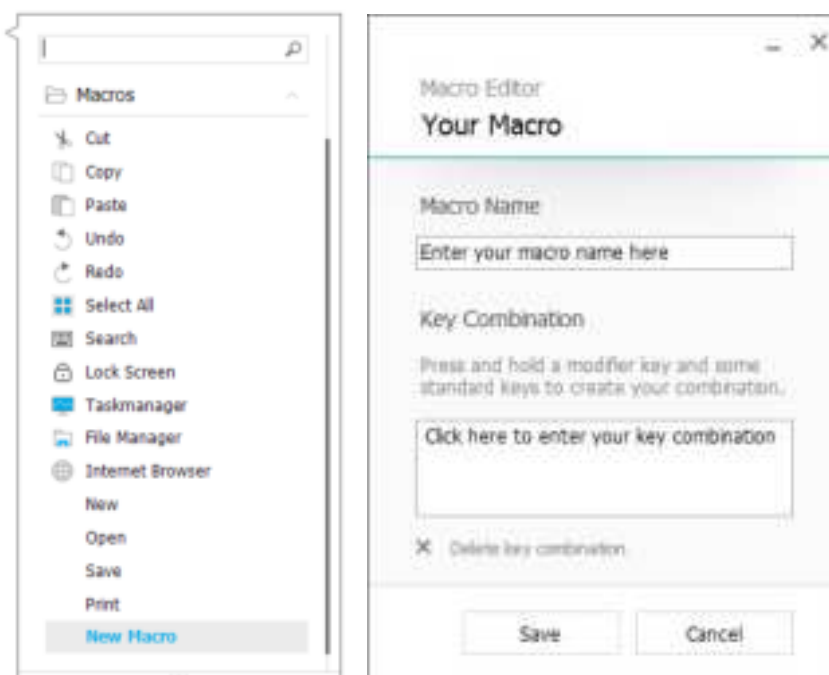 Macros
Cut
Copy
Paste
Undo
Redo
Select All
Search
Lock Screen
Taskmanager
File Manager
Internet Browser
New
Open
Save
Print
New Macro
Macro Editor
Your Macro
Macro Name
Enter your macro name here
Key Combination
Press and hold a modifier key and some
standard keys to create your combination.
Click here to enter your key combination
Delete key combination
Save
Cancel